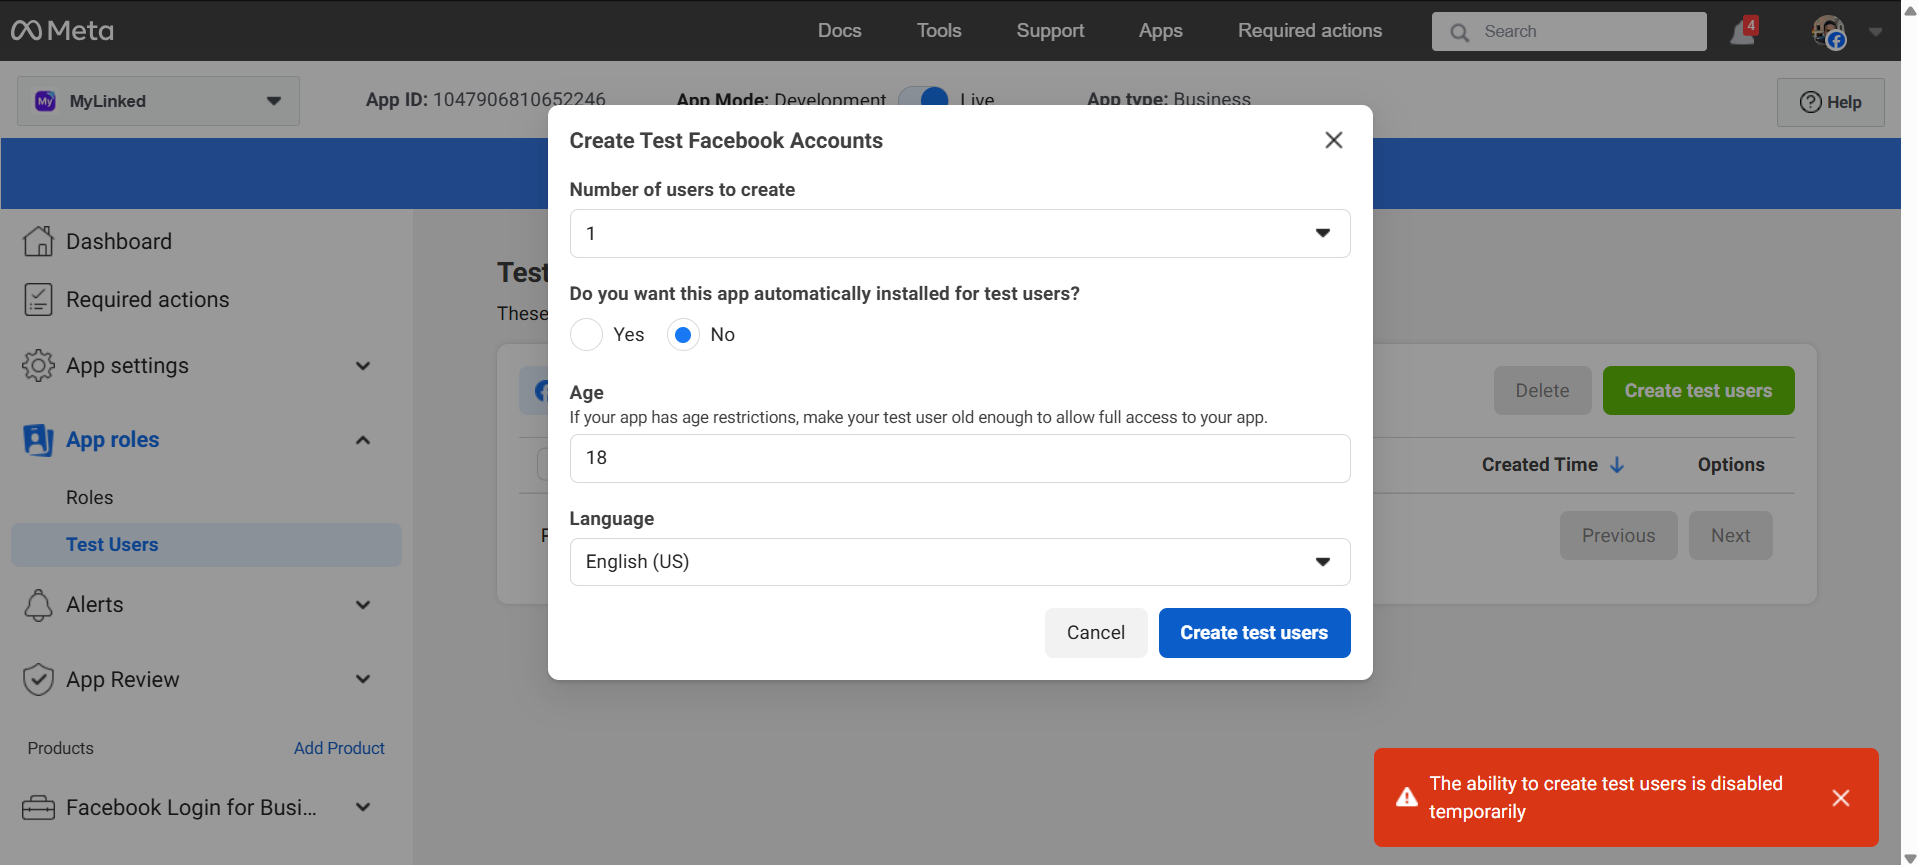 Meta
Docs
Tools
Support
Apps
Required actions
Search
4
My
MyLinked
App ID: 1047906810652246
App Mode: Development
Live
App type: Business
Help
Dashboard
Required actions
App settings
App roles
Roles
Test Users
Alerts
App Review
Products
Add Product
Facebook Login for Busi...
Test
These
Delete
Create test users
Created Time
Options
Previous
Next
Create Test Facebook Accounts
Number of users to create
1
Do you want this app automatically installed for test users?
Yes
No
Age
If your app has age restrictions, make your test user old enough to allow full access to your app.
18
Language
English (US)
Cancel
Create test users
The ability to create test users is disabled
temporarily